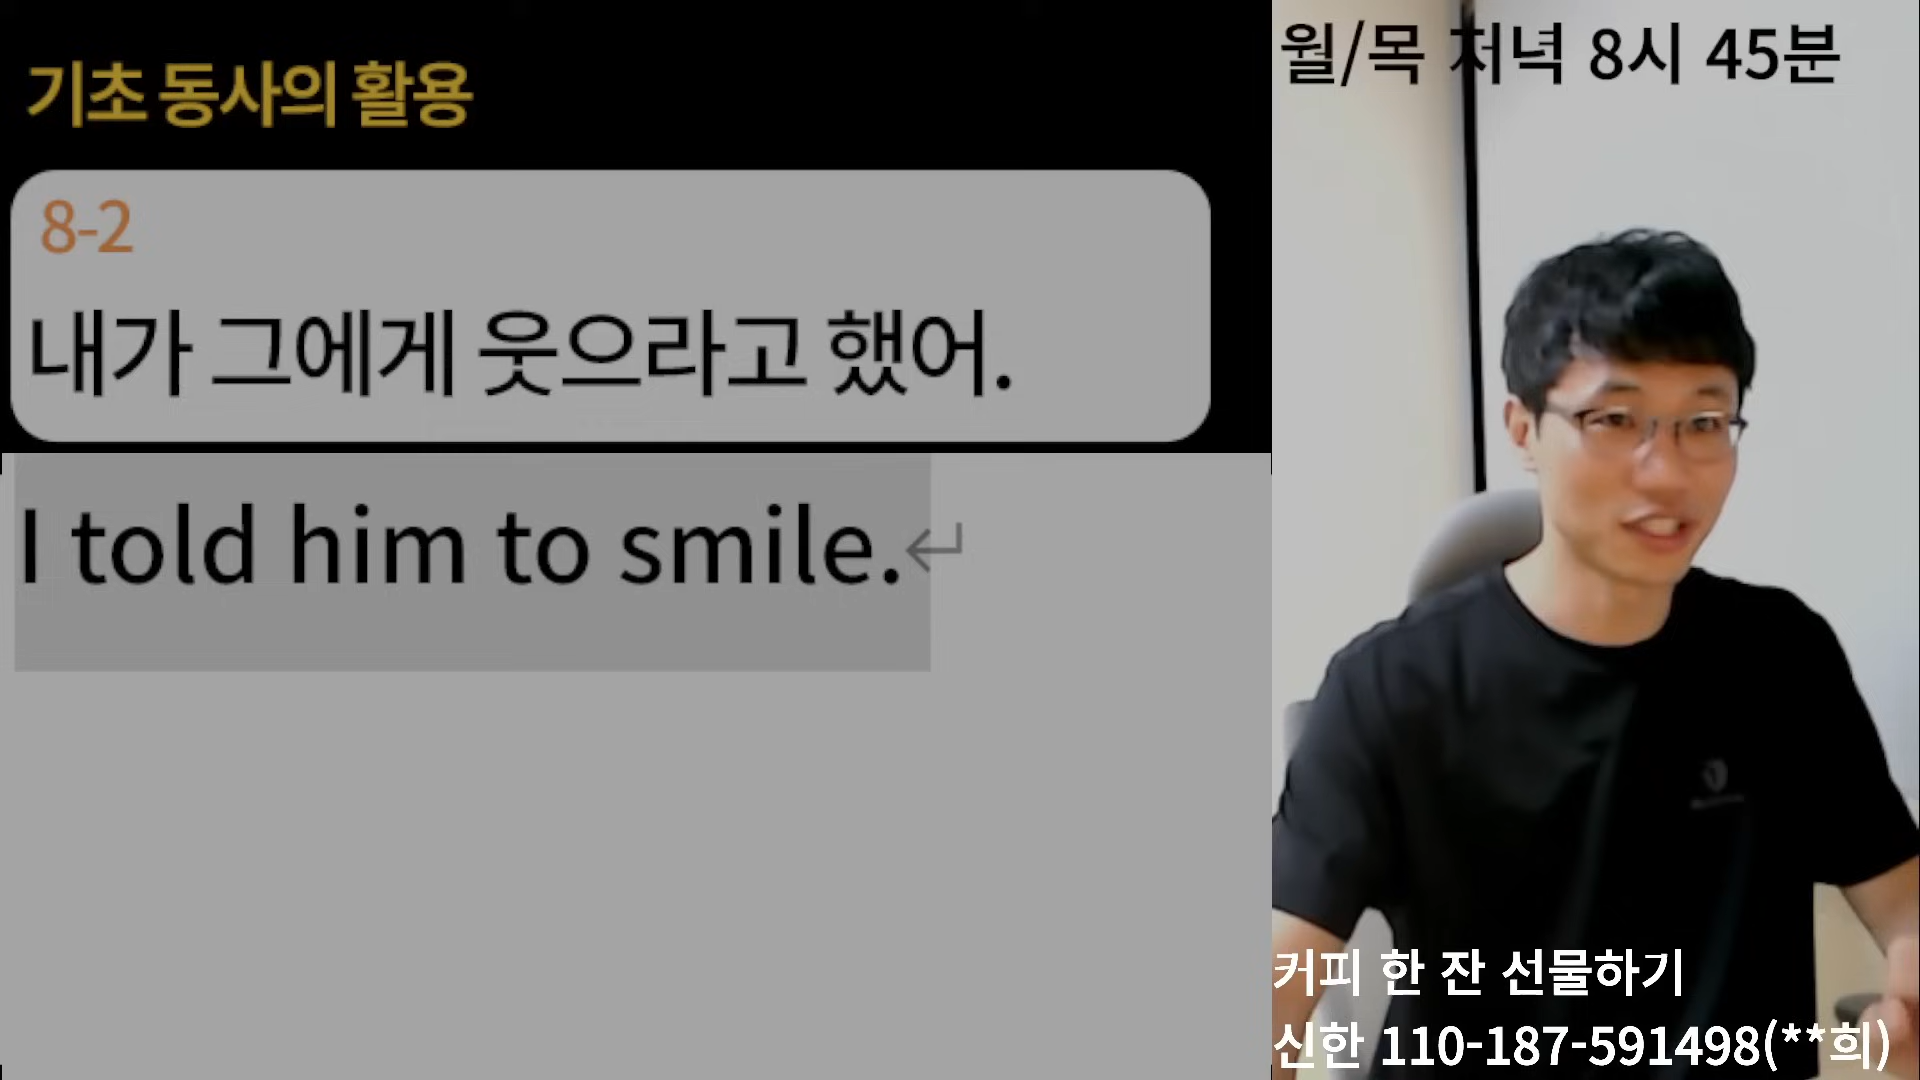 기초 동사의 활용
8-2
내가 그에게 웃으라고 했어.
I told him to smile.↵
월/목 저녁 8시 45분
커피 한 잔 선물하기
신한 110-187-591498(**희)